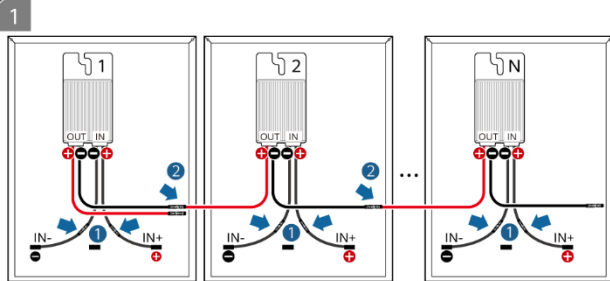 1
1
2
N
OUT IN
OUT IN
OUT IN
2
2
...
IN-
1
IN+
IN-
1
IN+
IN-
1
IN+